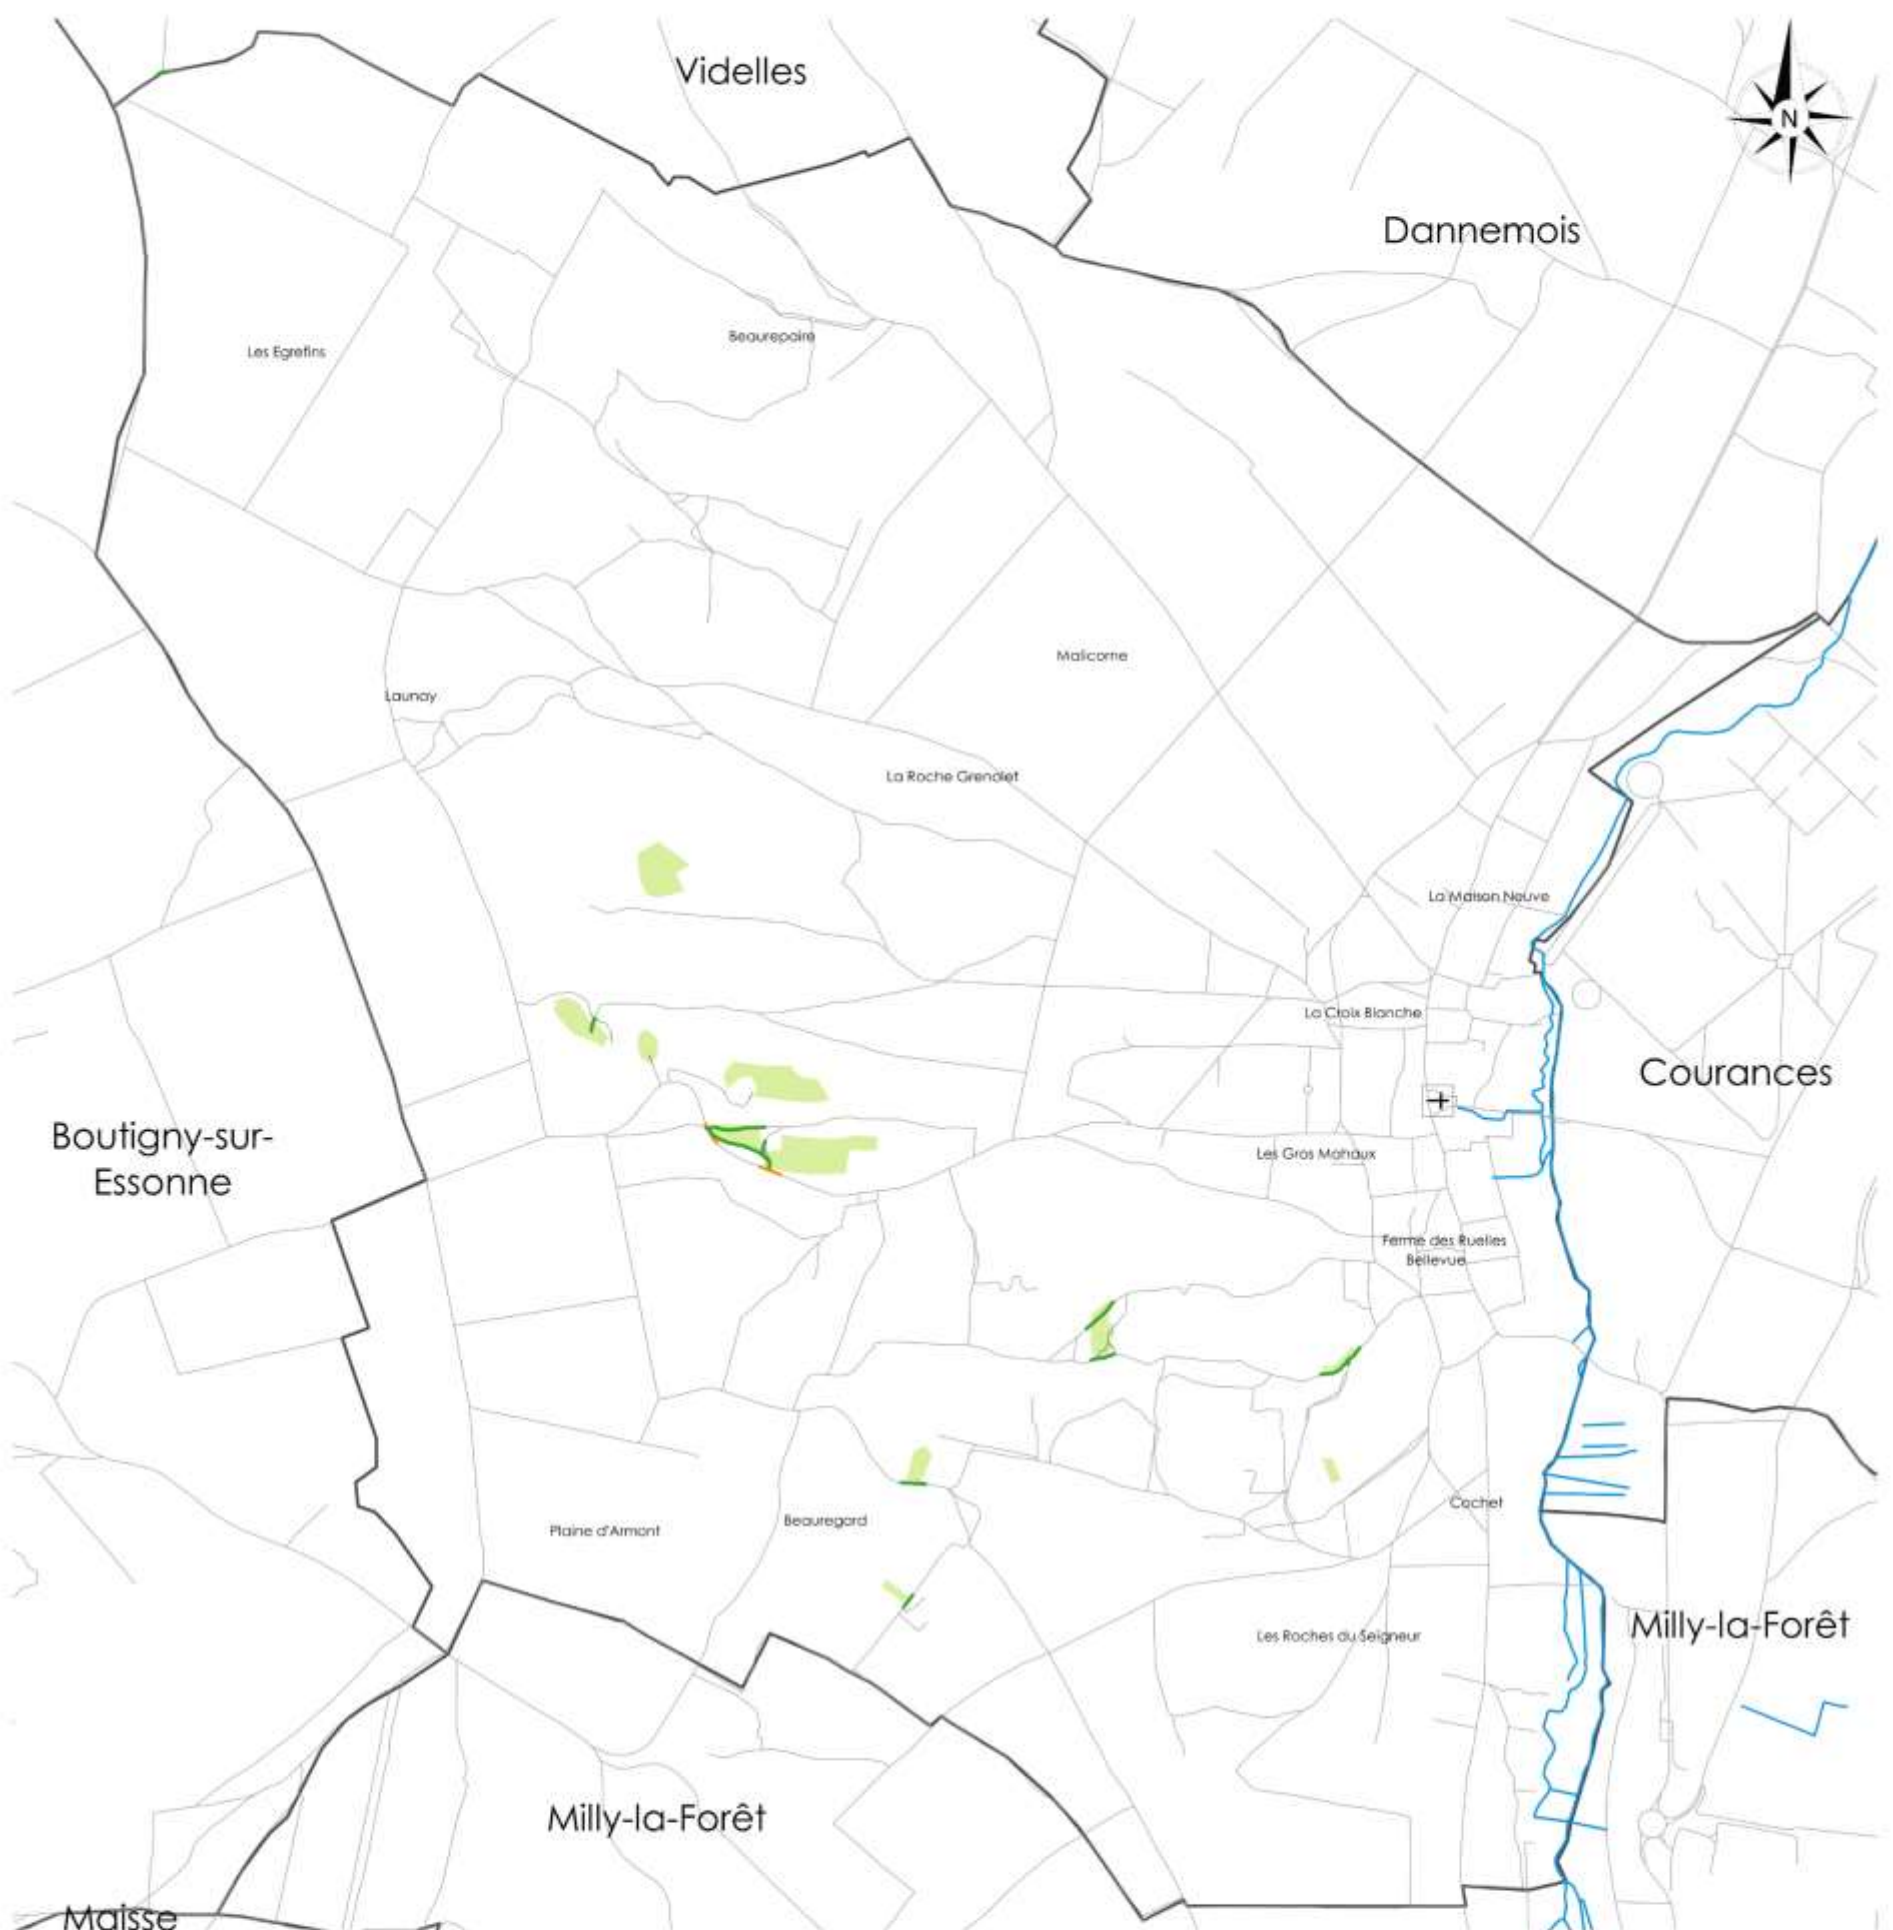 Videlles
N
Dannemois
Beaurepaire
Les Egrefins
Malicorne
Launay
La Roche Grenolet
La Maison Neuve
La Croix Blanche
Courances
Boutigny-sur-
Essonne
Les Gros Mahaux
Ferme des Ruelles
Bellevue
Cochet
Beauregard
Plaine d'Armont
Milly-la-Forêt
Les Roches du Seigneur
Milly-la-Forêt
Maisse